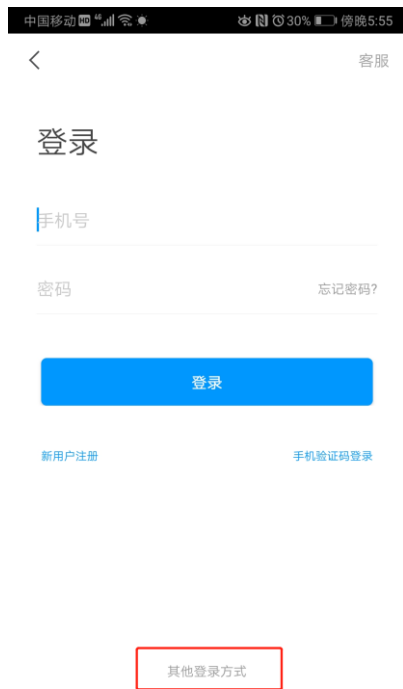 中国移动 HD 46 30% 傍晚5:55
客服
登录
手机号
密码 忘记密码?
登录
新用户注册 手机验证码登录
其他登录方式